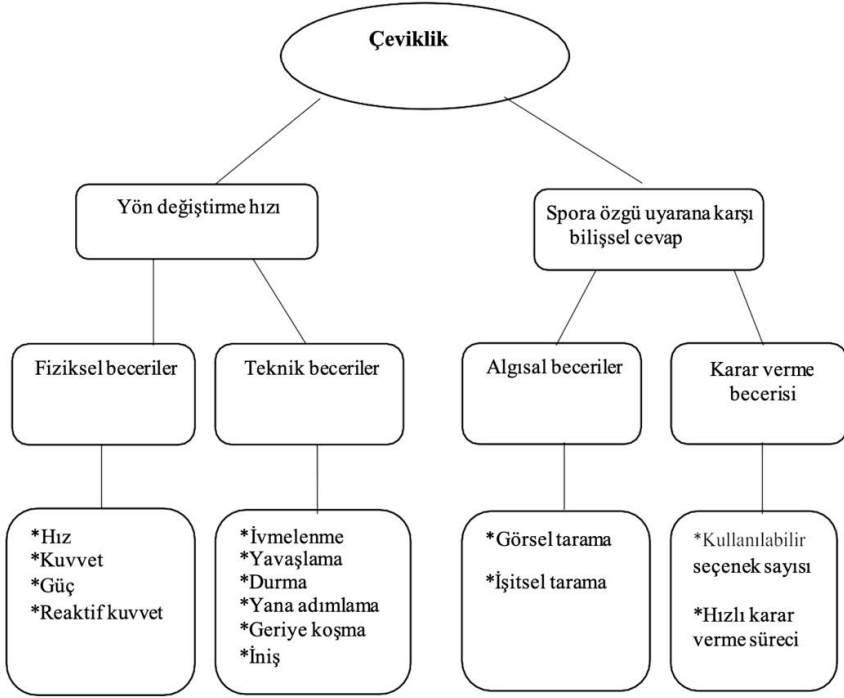 Çeviklik
Yön değiştirme hızı
Spora özgü uyarana karşı
bilişsel cevap
Fiziksel beceriler
Teknik beceriler
Algısal beceriler
Karar verme
becerisi
*Hız
*Kuvvet
*Güç
*Reaktif kuvvet
*İvmelenme
*Yavaşlama
*Durma
*Yana adımlama
*Geriye koşma
*İniş
*Görsel tarama
*İşitsel tarama
*Kullanılabilir
seçenek sayısı
*Hızlı karar
verme süreci